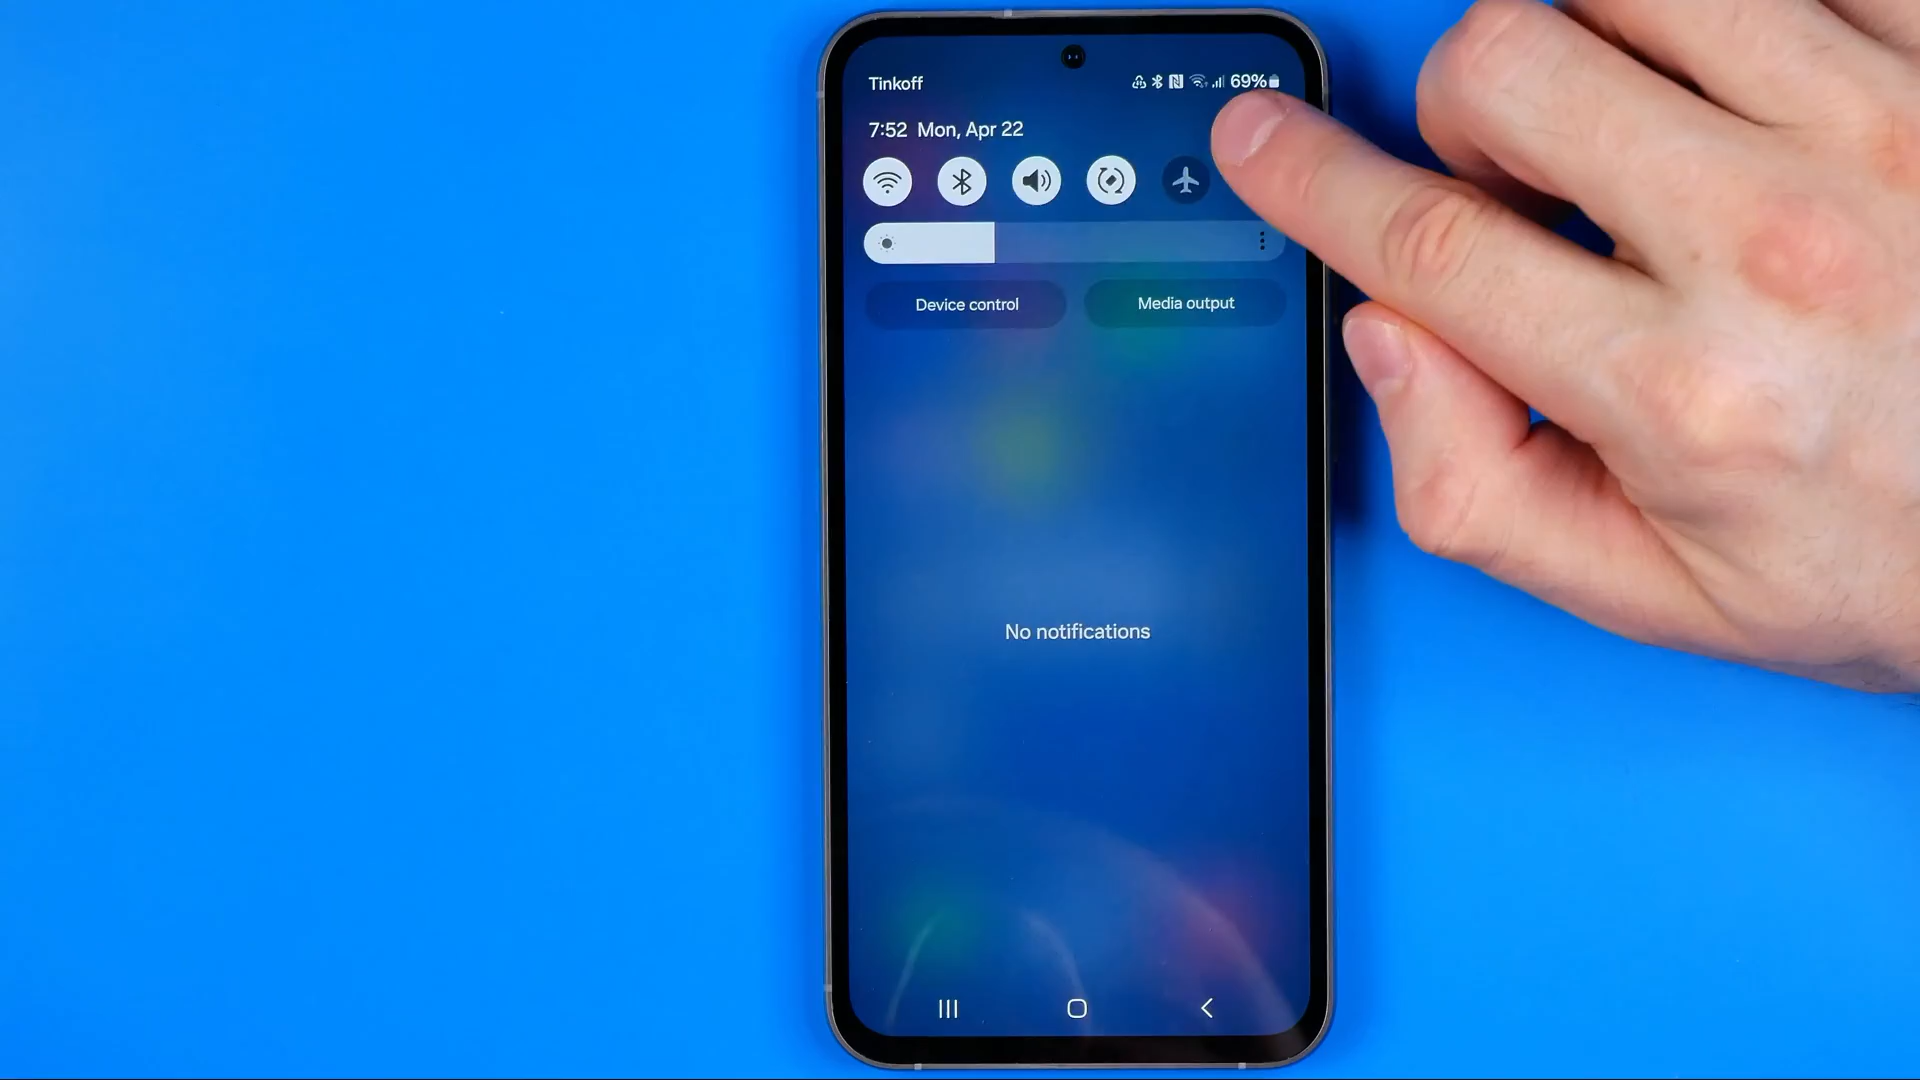 Tinkoff 69%
7:52 Mon, Apr 22
Device control Media output
No notifications